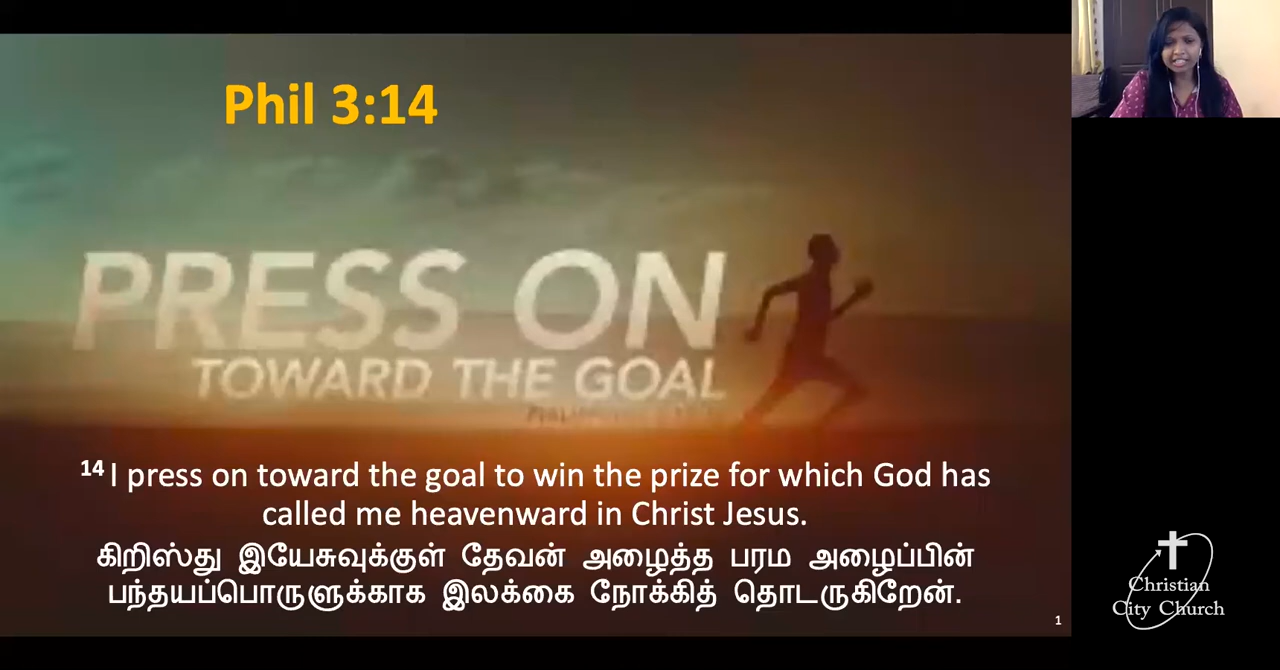 Phil 3:14
PRESS ON
TOWARD THE GOAL
14 I press on toward the goal to win the prize for which God has
called me heavenward in Christ Jesus.
கிறிஸ்து இயேசுவுக்குள் தேவன் அழைத்த பரம அழைப்பின்
பந்தயப்பொருளுக்காக இலக்கை நோக்கித் தொடருகிறேன்.
1
Christian
City Church